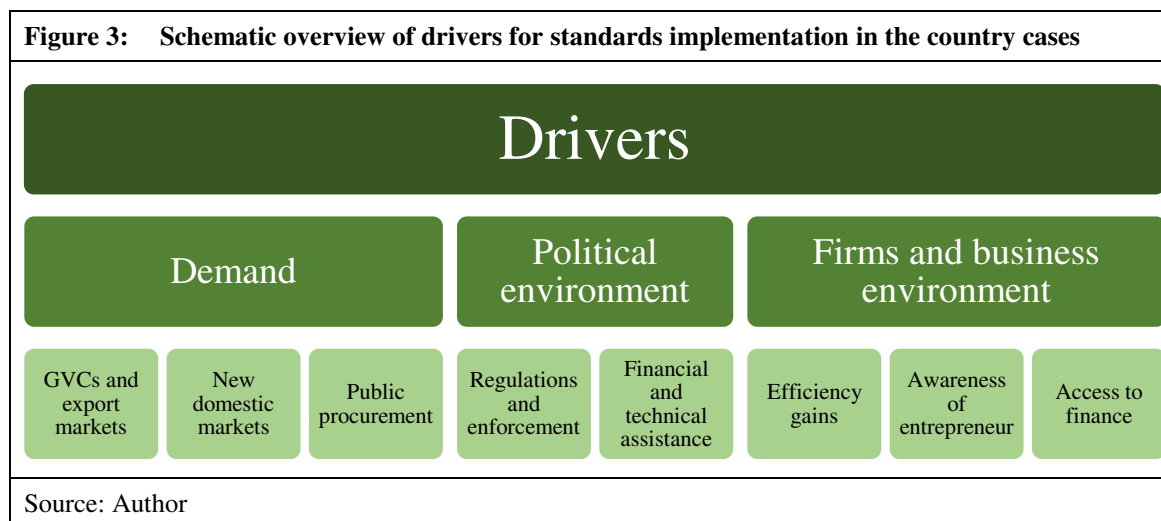 Figure 3: Schematic overview of drivers for standards implementation in the country cases
Drivers
Demand
Political
environment
Firms and business
environment
GVCs and
export
markets
New
domestic
markets
Public
procurement
Regulations
and
enforcement
Financial
and
technical
assistance
Efficiency
gains
Awareness
of
entrepreneur
Access to
finance
Source: Author